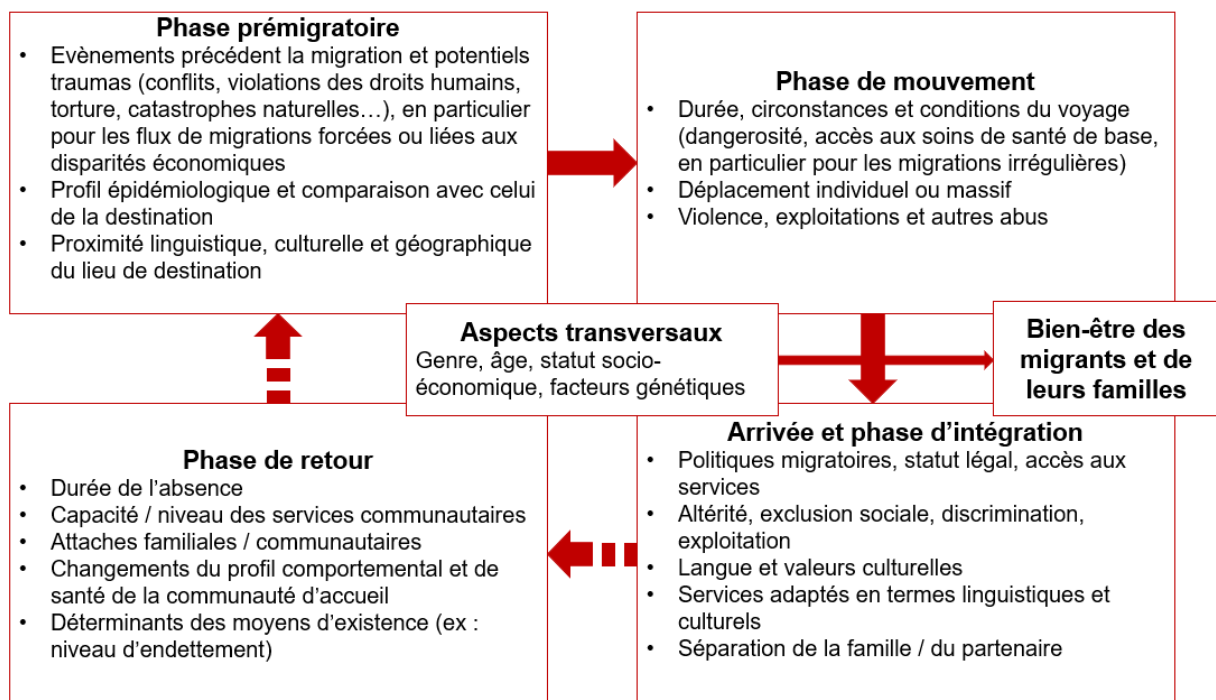 Phase prémigratoire
• Evènements précédent la migration et potentiels
traumas (conflits, violations des droits humains,
torture, catastrophes naturelles…), en particulier
pour les flux de migrations forcées ou liées aux
disparités économiques
• Profil épidémiologique et comparaison avec celui
de la destination
• Proximité linguistique, culturelle et géographique
du lieu de destination
Phase de mouvement
• Durée, circonstances et conditions du voyage
(dangerosité, accès aux soins de santé de base,
en particulier pour les migrations irrégulières)
• Déplacement individuel ou massif
• Violence, exploitations et autres abus
Aspects transversaux
Genre, âge, statut socio-
économique, facteurs génétiques
Bien-être des
migrants et de
leurs familles
Phase de retour
• Durée de l’absence
• Capacité / niveau des services communautaires
• Attaches familiales / communautaires
• Changements du profil comportemental et de
santé de la communauté d’accueil
• Déterminants des moyens d’existence (ex :
niveau d’endettement)
Arrivée et phase d’intégration
• Politiques migratoires, statut légal, accès aux
services
• Altérité, exclusion sociale, discrimination,
exploitation
• Langue et valeurs culturelles
• Services adaptés en termes linguistiques et
culturels
• Séparation de la famille / du partenaire